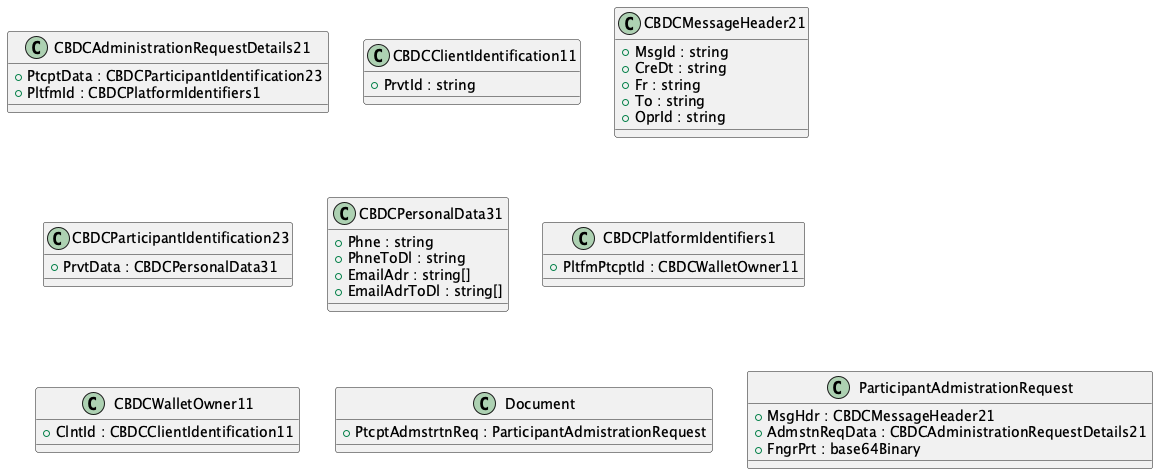 CBDCAdministrationRequestDetails21
PtcptData : CBDCParticipantIdentification23
PltfmId : CBDCPlatformIdentifiers1
CBDCClientIdentification11
PrvtId : string
CBDCMessageHeader21
MsgId : string
CreDt : string
Fr : string
To : string
OprId : string
CBDCParticipantIdentification23
PrvtData : CBDCPersonalData31
CBDCPersonalData31
Phne : string
PhneToDl : string
EmailAdr : string[]
EmailAdrToDl : string[]
CBDCPlatformIdentifiers1
PltfmPtcptId : CBDCWalletOwner11
CBDCWalletOwner11
ClntId : CBDCClientIdentification11
Document
PtcptAdmstrtnReq : ParticipantAdmistrationRequest
ParticipantAdmistrationRequest
MsgHdr : CBDCMessageHeader21
AdmstnReqData : CBDCAdministrationRequestDetails21
FngrPrt : base64Binary